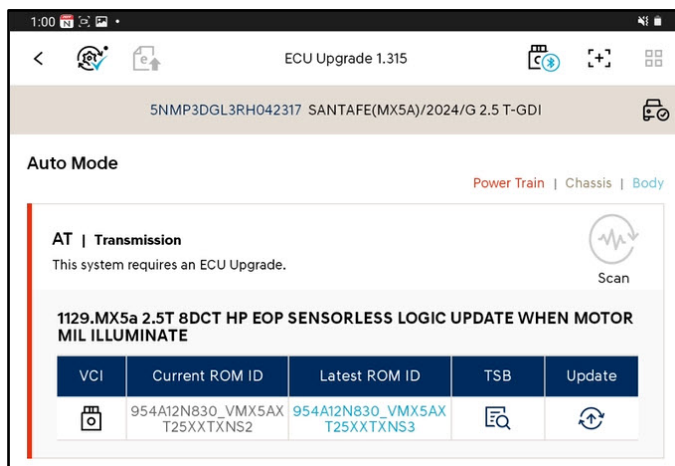 1:00
ECU Upgrade 1.315
5NMP3DGL3RH042317 SANTAFE(MX5A)/2024/G 2.5 T-GDI
Auto Mode
Power Train | Chassis | Body
AT | Transmission
This system requires an ECU Upgrade.
Scan
1129.MX5a 2.5T 8DCT HP EOP SENSORLESS LOGIC UPDATE WHEN MOTOR
MIL ILLUMINATE
VCI Current ROM ID Latest ROM ID TSB Update
954A12N830_VMX5AX 954A12N830_VMX5AX
T25XXTXNS2 T25XXTXNS3